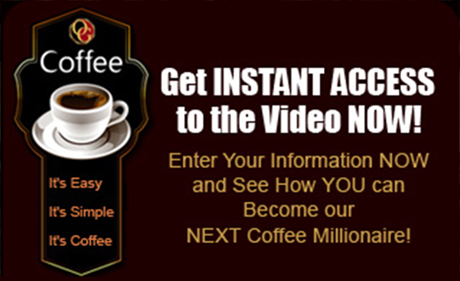 Coffee
It's Easy
It's Simple
It's Coffee
Get INSTANT ACCESS
to the Video NOW!
Enter Your Information NOW
and See How YOU can
Become our
NEXT Coffee Millionaire!